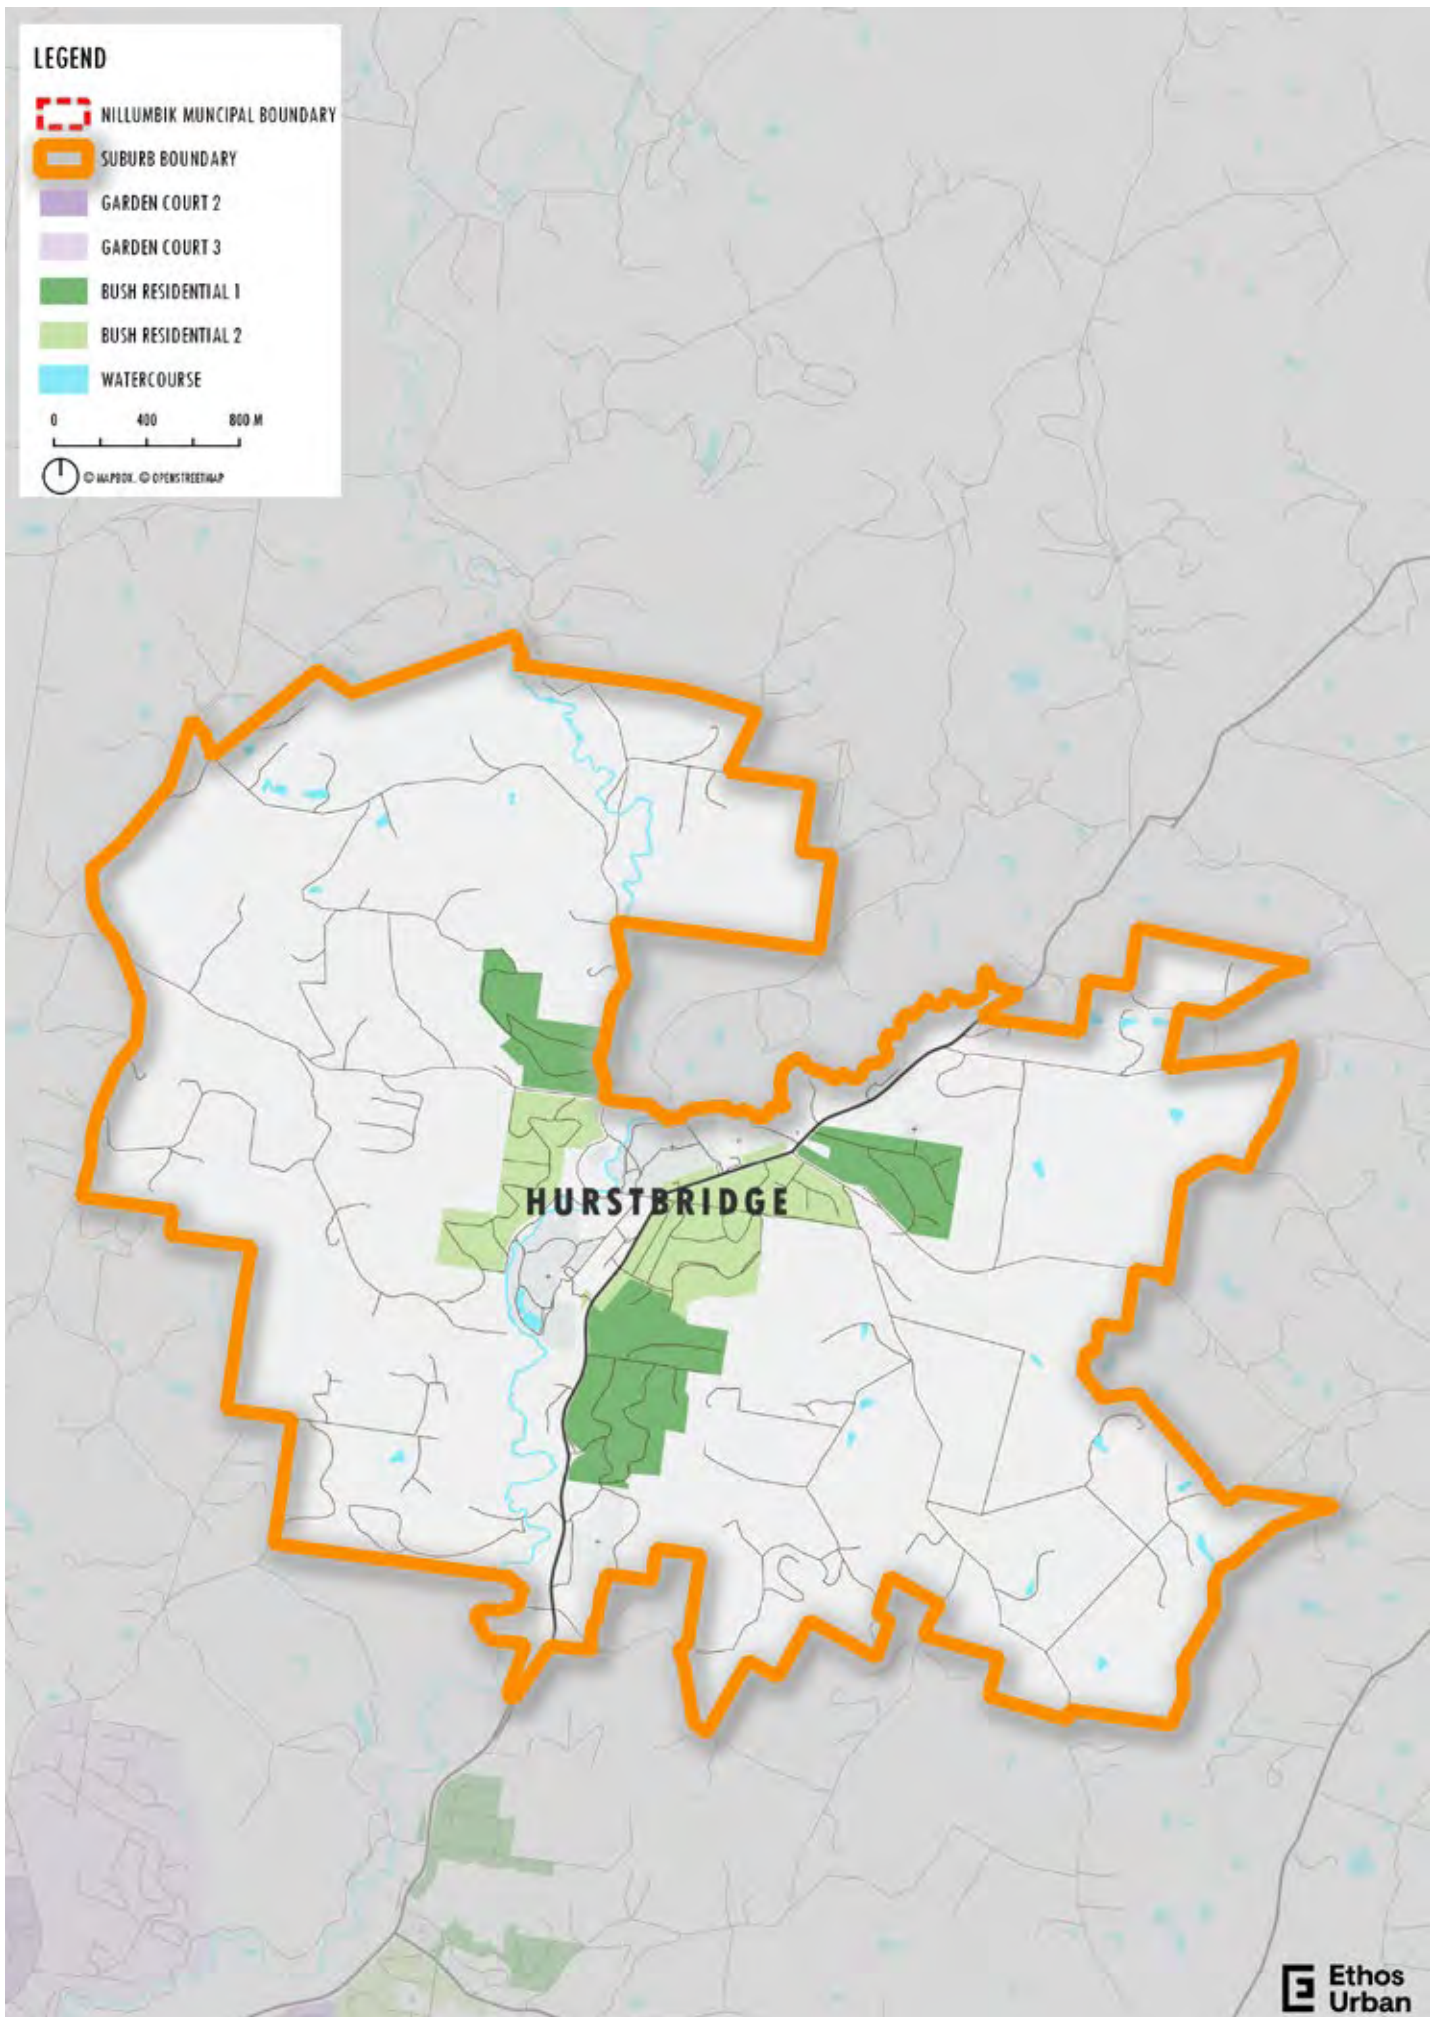 LEGEND
NILLUMBIK MUNCIPAL BOUNDARY
SUBURB BOUNDARY
GARDEN COURT 2
GARDEN COURT 3
BUSH RESIDENTIAL 1
BUSH RESIDENTIAL 2
WATERCOURSE
0 400 800 M
© MAPBOX. © OPENSTREETMAP
HURSTBRIDGE
Ethos
Urban